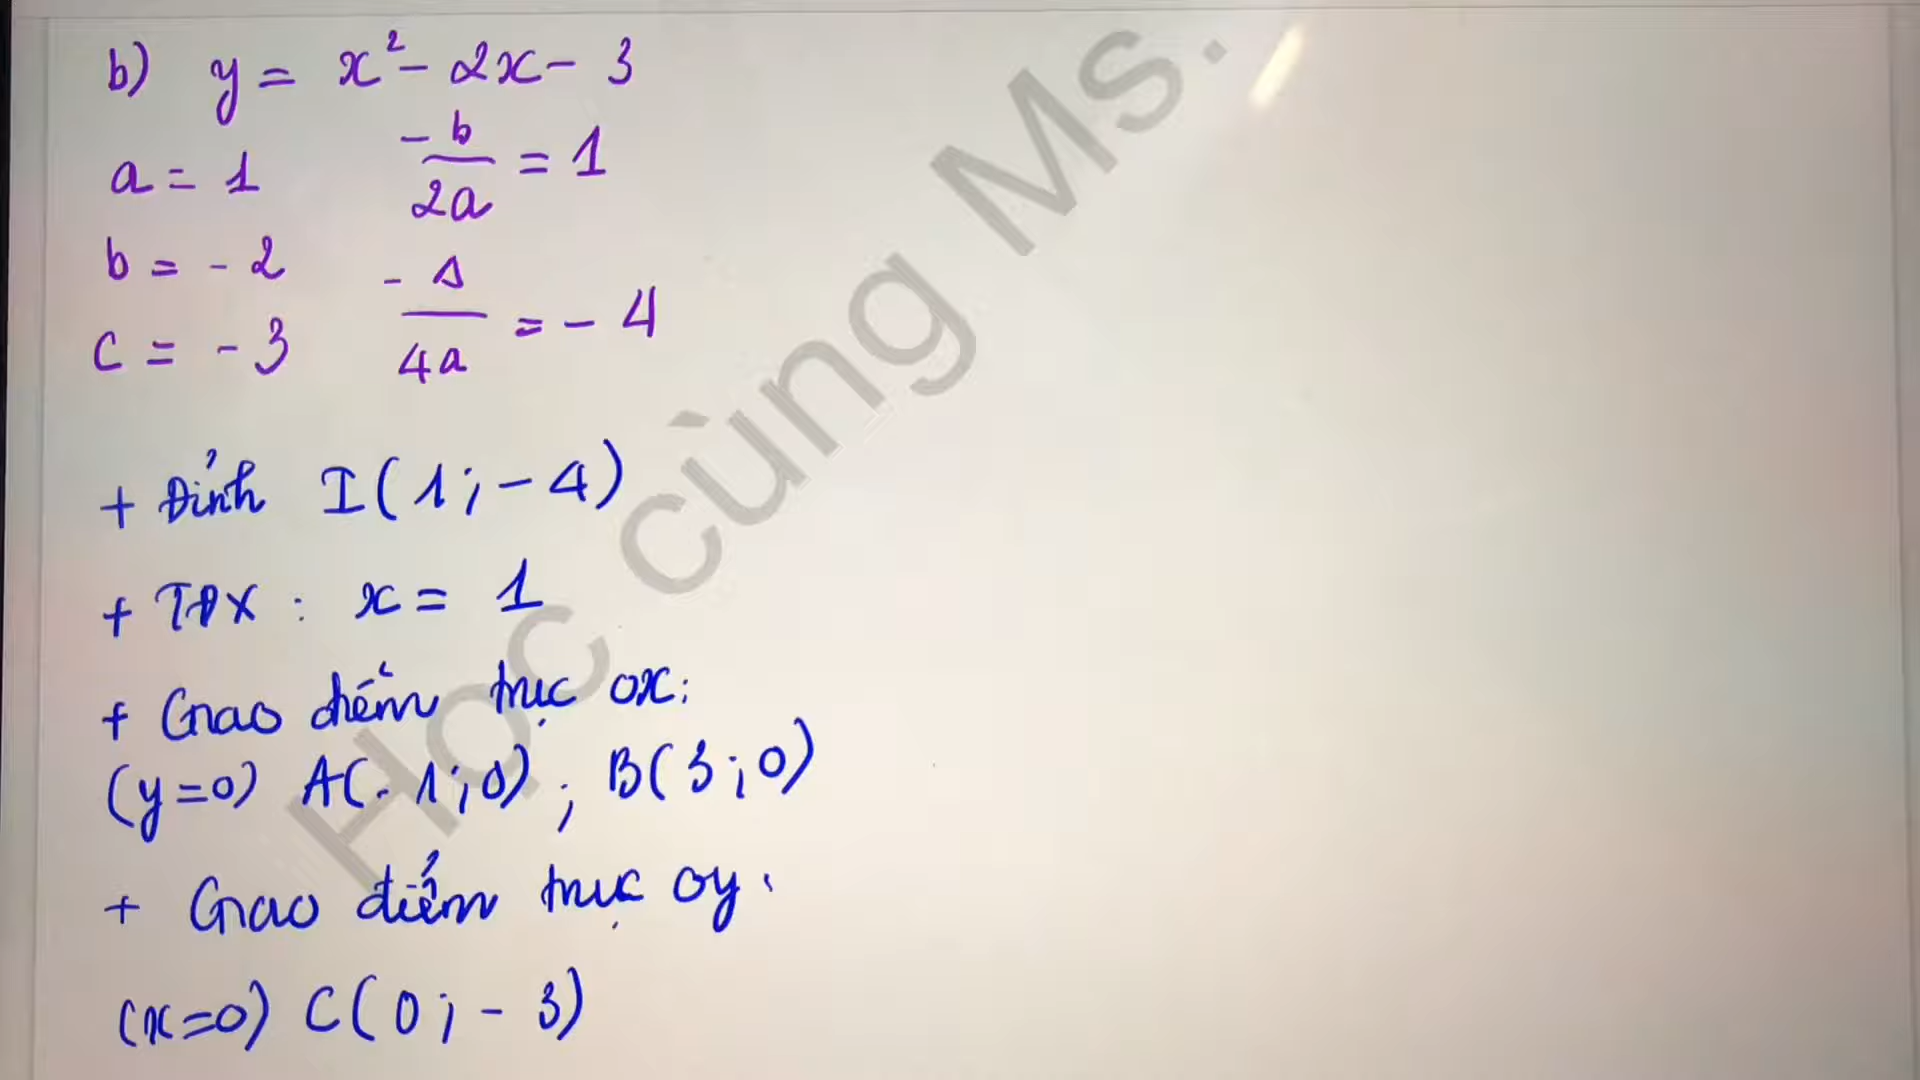 b) y = x² - 2x - 3
a = 1
-b/2a = 1
b = -2
-Δ/4a = -4
c = -3
+ Đỉnh I(1; -4)
+ TĐX : x = 1
+ Giao điểm trục ox:
(y=0) A(-1;0) ; B(3;0)
+ Giao điểm trục oy:
(x=0) C(0; -3)
Học cùng Ms.